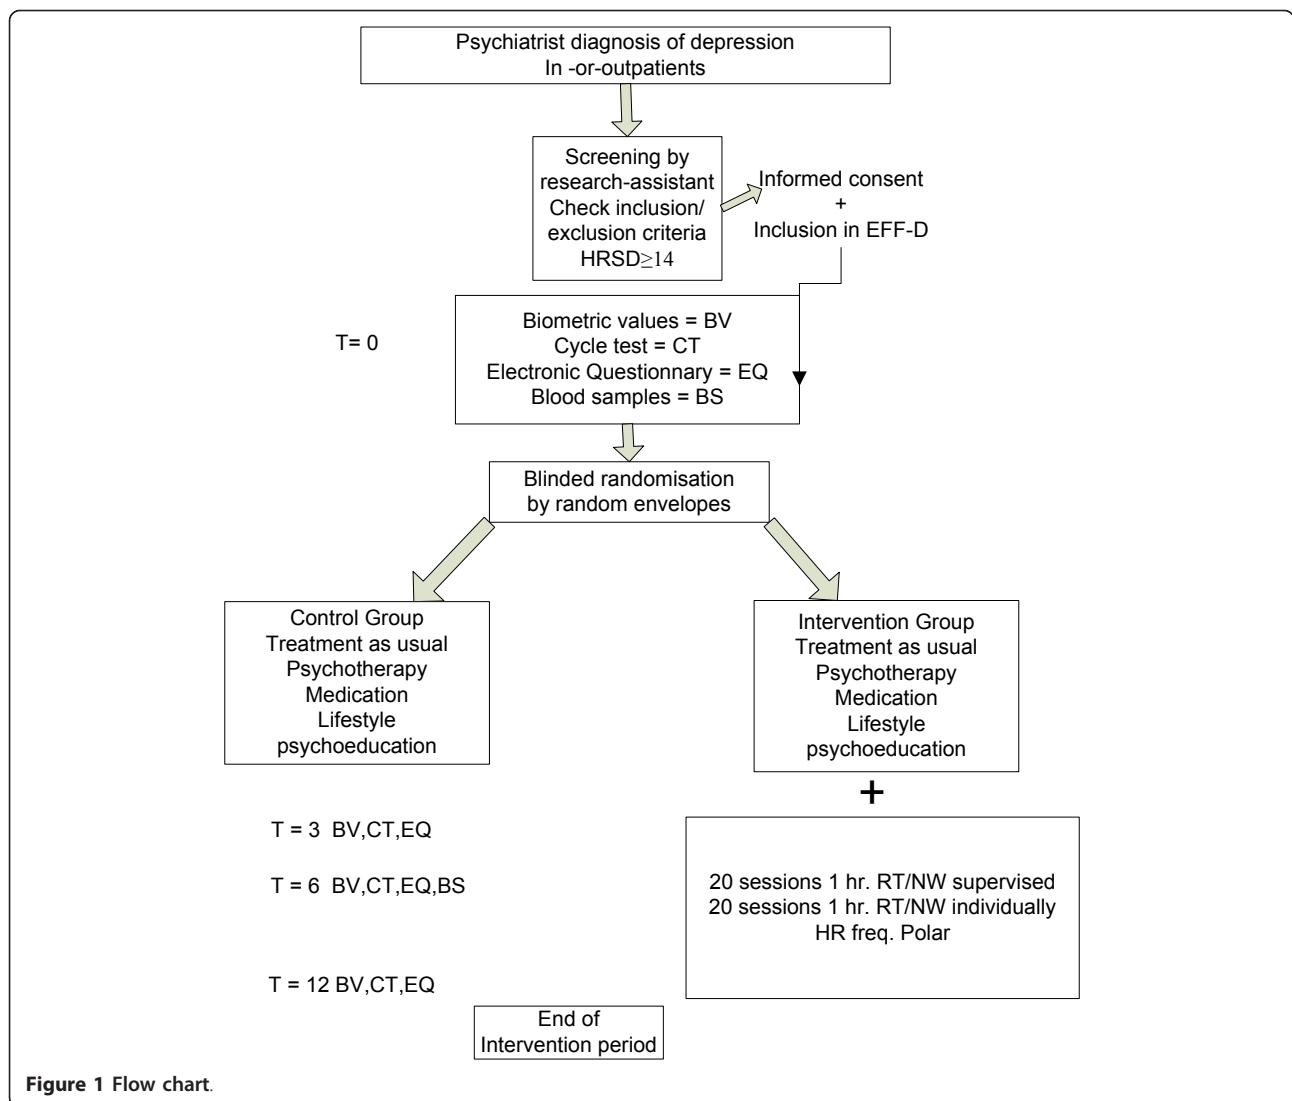 Psychiatrist diagnosis of depression
In -or-outpatients
Screening by
research-assistant
Check inclusion/
exclusion criteria
HRSD≥14
Informed consent
+
Inclusion in EFF-D
T= 0
Biometric values = BV
Cycle test = CT
Electronic Questionnary = EQ
Blood samples = BS
Blinded randomisation
by random envelopes
Control Group
Treatment as usual
Psychotherapy
Medication
Lifestyle
psychoeducation
Intervention Group
Treatment as usual
Psychotherapy
Medication
Lifestyle
psychoeducation
+
T = 3 BV,CT,EQ
T = 6 BV,CT,EQ,BS
T = 12 BV,CT,EQ
20 sessions 1 hr. RT/NW supervised
20 sessions 1 hr. RT/NW individually
HR freq. Polar
End of
Intervention period
Figure 1 Flow chart.